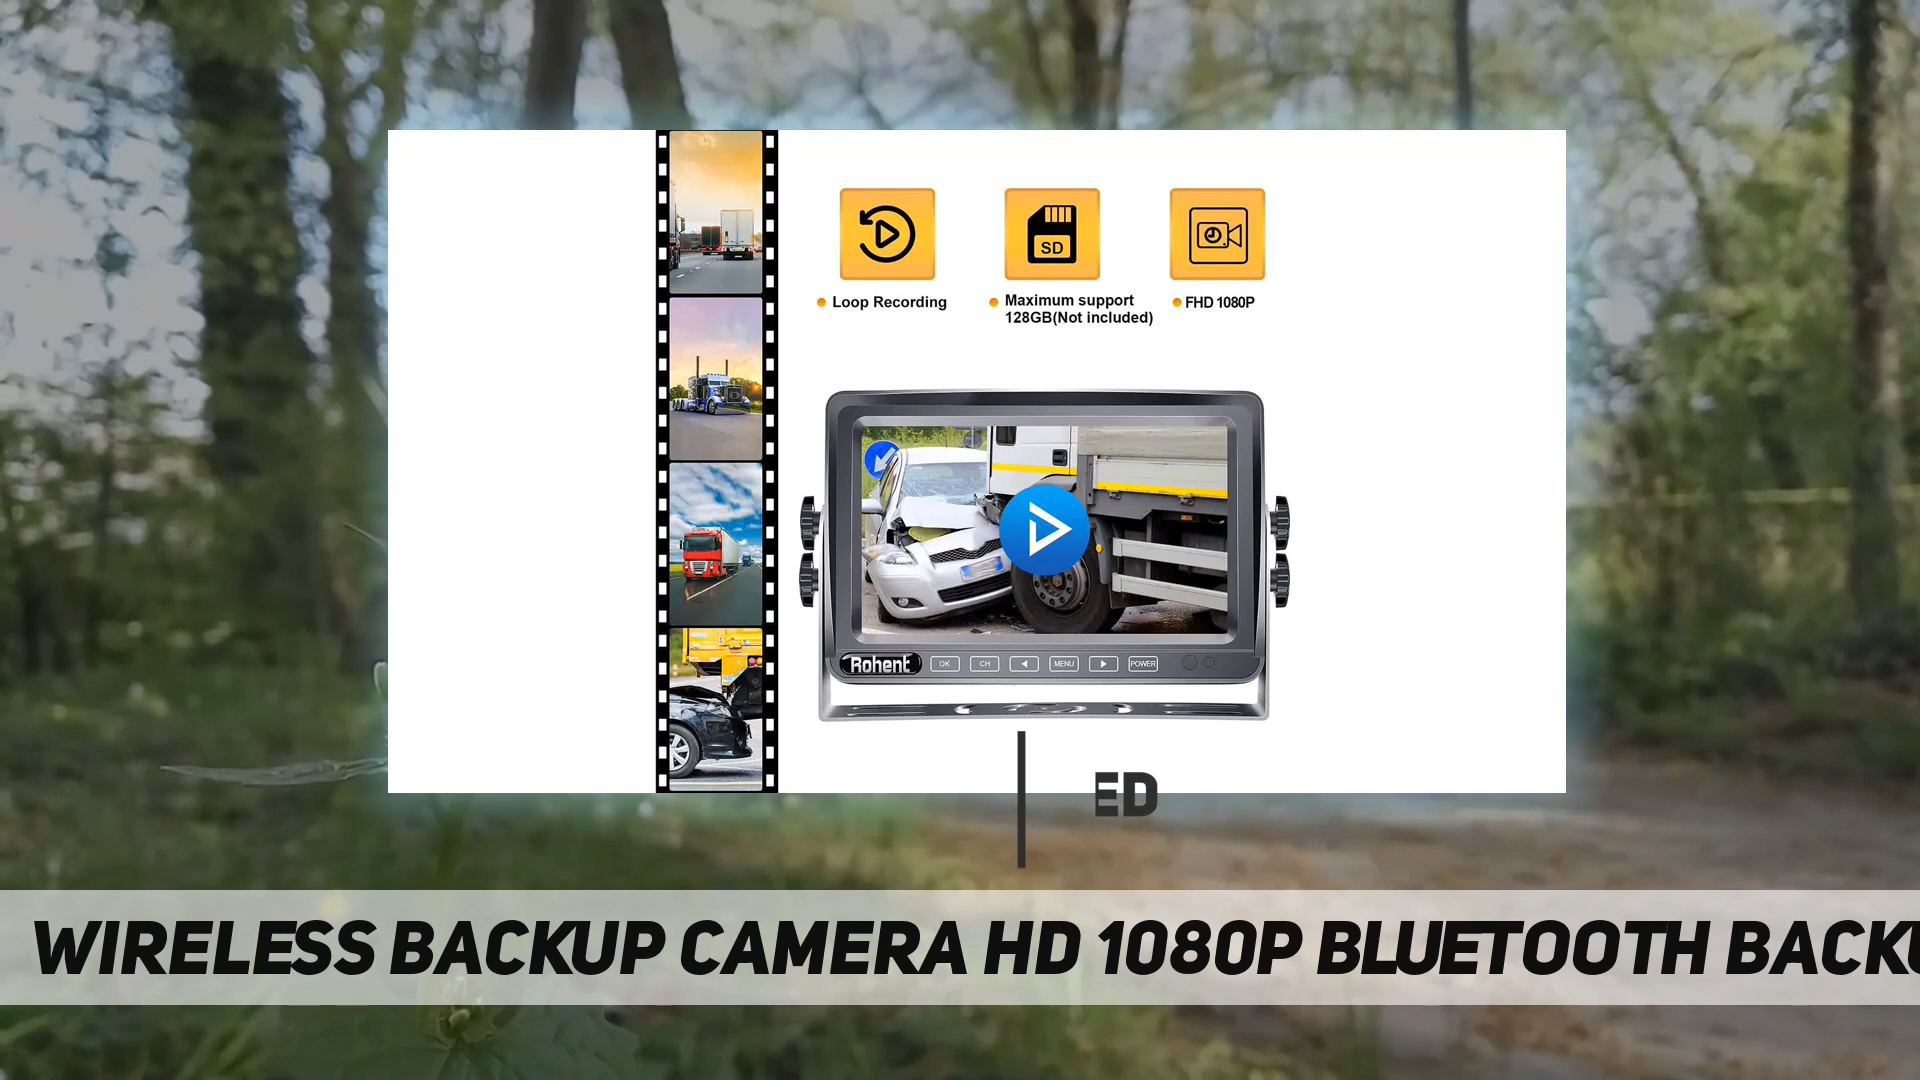 SD
Loop Recording
Maximum support
128GB(Not included)
FHD 1080P
Rohent
OK
CH
MENU
POWER
ED
WIRELESS BACKUP CAMERA HD 1080P BLUETOOTH BACKU